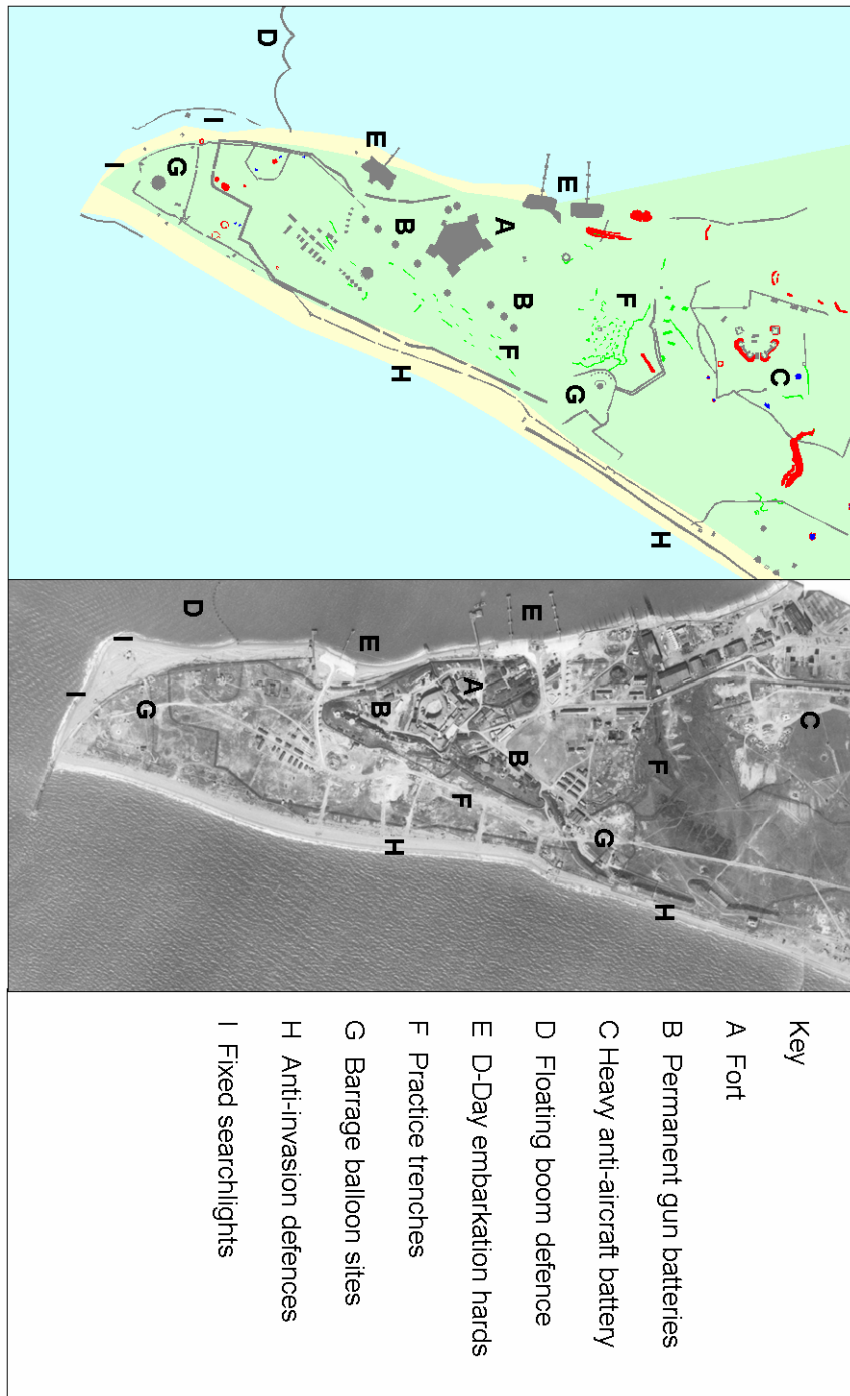 C
H
F
G
E
B
F
A
B
H
E
D
I
G
I
C
H
F
G
E
B
A
F
H
B
E
D
G
I
I
Key
A Fort
B Permanent gun batteries
C Heavy anti-aircraft battery
D Floating boom defence
E D-Day embarkation hards
F Practice trenches
G Barrage balloon sites
H Anti-invasion defences
I Fixed searchlights